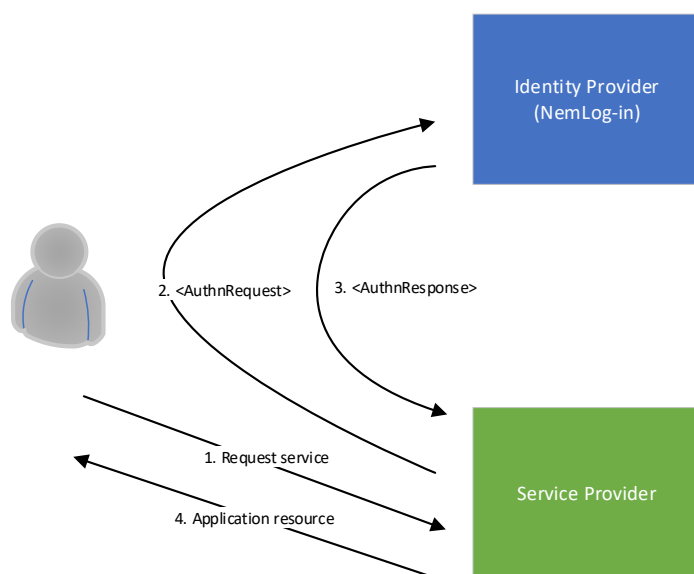 Identity Provider
(NemLog-in)
2. <AuthnRequest>
3. <AuthnResponse>
1. Request service
4. Application resource
Service Provider